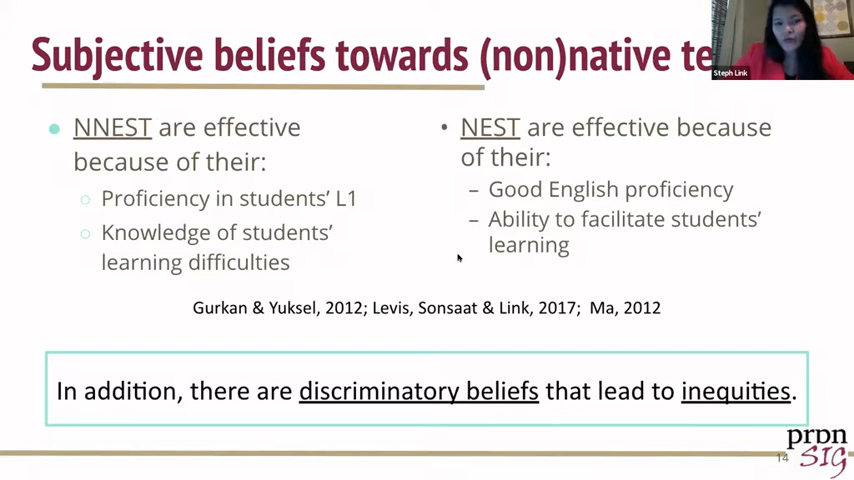 Subjective beliefs towards (non)native
Steph Link
NNEST are effective
because of their:
Proficiency in students' L1
Knowledge of students'
learning difficulties
NEST are effective because
of their:
Good English proficiency
Ability to facilitate students'
learning
Gurkan & Yuksel, 2012; Levis, Sonsaat & Link, 2017; Ma, 2012
In addition, there are discriminatory beliefs that lead to inequities.
prɒn
14 SIG